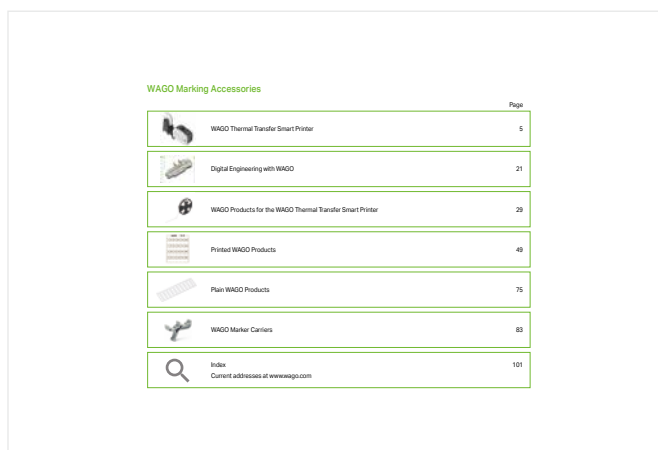 WAGO Marking Accessories
Page
WAGO Thermal Transfer Smart Printer 5
Digital Engineering with WAGO 21
WAGO Products for the WAGO Thermal Transfer Smart Printer 29
Printed WAGO Products 49
Plain WAGO Products 75
WAGO Marker Carriers 83
Index 101
Current addresses at www.wago.com